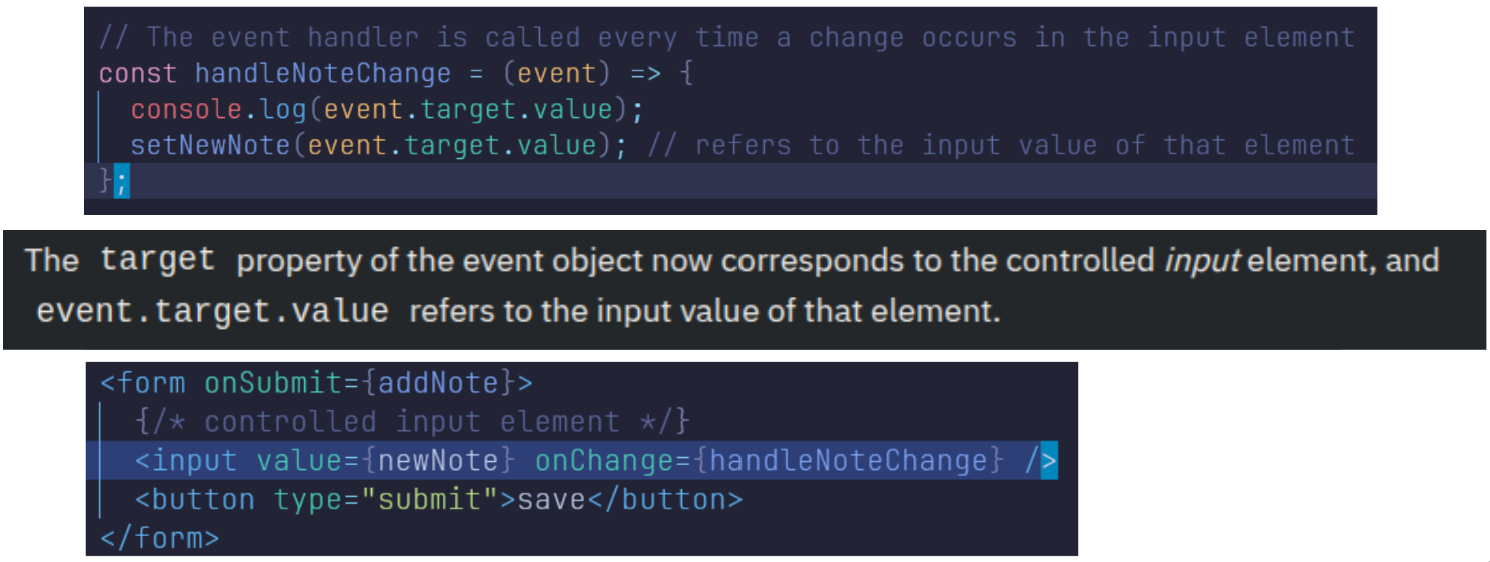 // The event handler is called every time a change occurs in the input element
const handleNoteChange = (event) => {
  console.log(event.target.value);
  setNewNote(event.target.value); // refers to the input value of that element
};
The target property of the event object now corresponds to the controlled input element, and
event.target.value refers to the input value of that element.
<form onSubmit={addNote}>
  {/* controlled input element */}
  <input value={newNote} onChange={handleNoteChange} />
  <button type="submit">save</button>
</form>